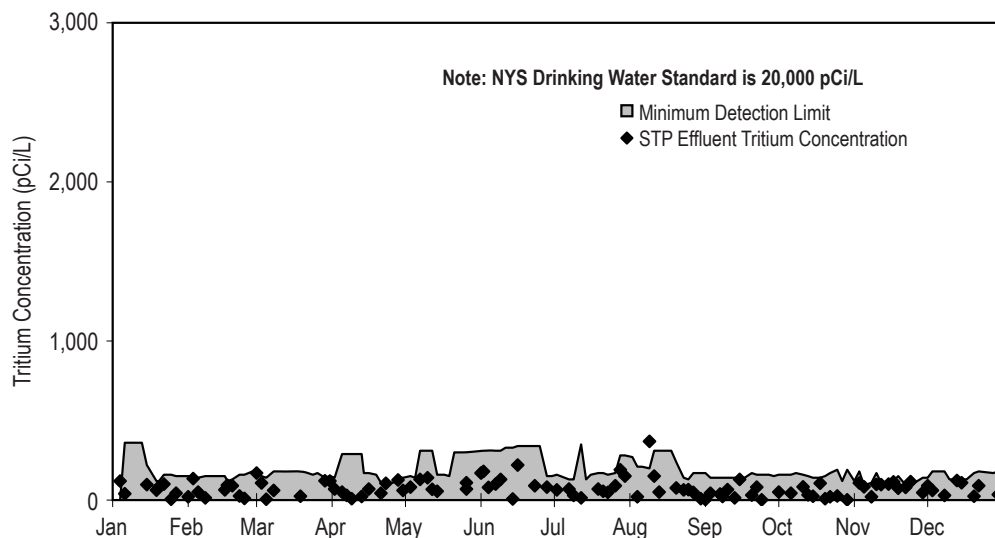 3,000
Note: NYS Drinking Water Standard is 20,000 pCi/L
Minimum Detection Limit
STP Effluent Tritium Concentration
2,000
Tritium Concentration (pCi/L)
1,000
0
Jan Feb Mar Apr May Jun Jul Aug Sep Oct Nov Dec